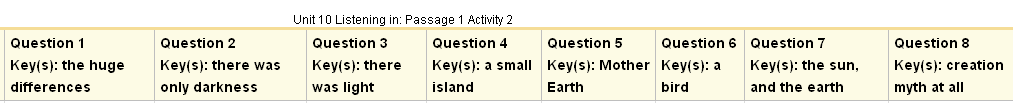 Unit 10 Listening in: Passage 1 Activity 2
Question 1
Key(s): the huge
differences
Question 2
Key(s): there was
only darkness
Question 3
Key(s): there
was light
Question 4
Key(s): a small
island
Question 5
Key(s): Mother
Earth
Question 6
Key(s): a
bird
Question 7
Key(s): the sun,
and the earth
Question 8
Key(s): creation
myth at all